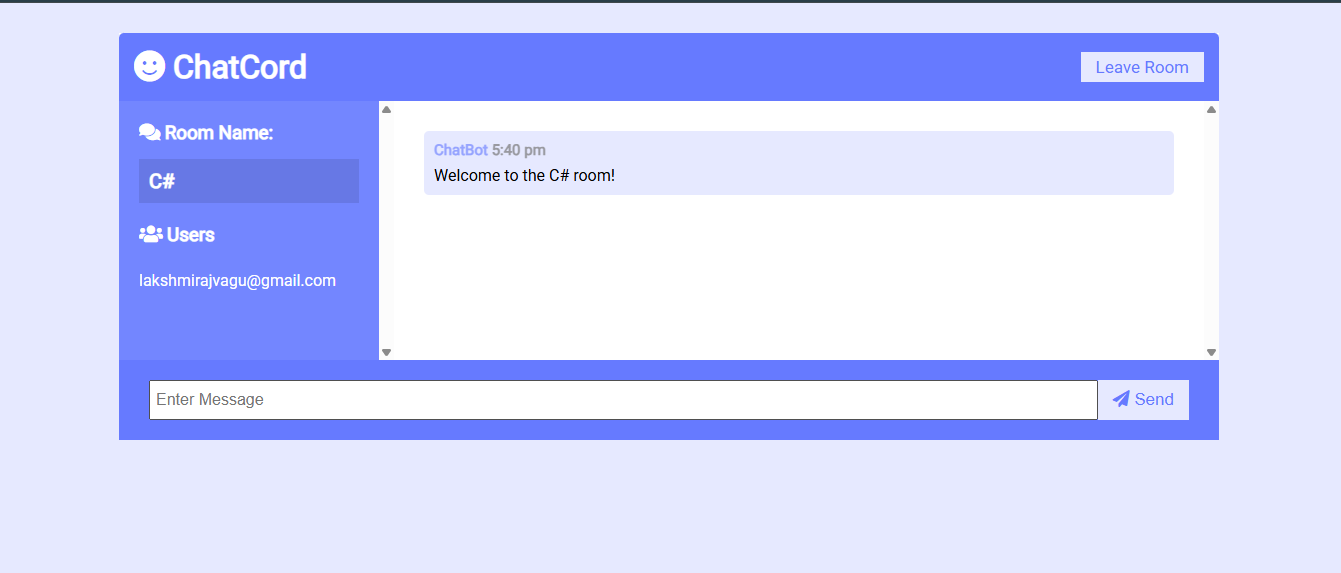 ChatCord
Leave Room
Room Name:
C#
Users
lakshmirajvagu@gmail.com
ChatBot 5:40 pm
Welcome to the C# room!
Enter Message
Send